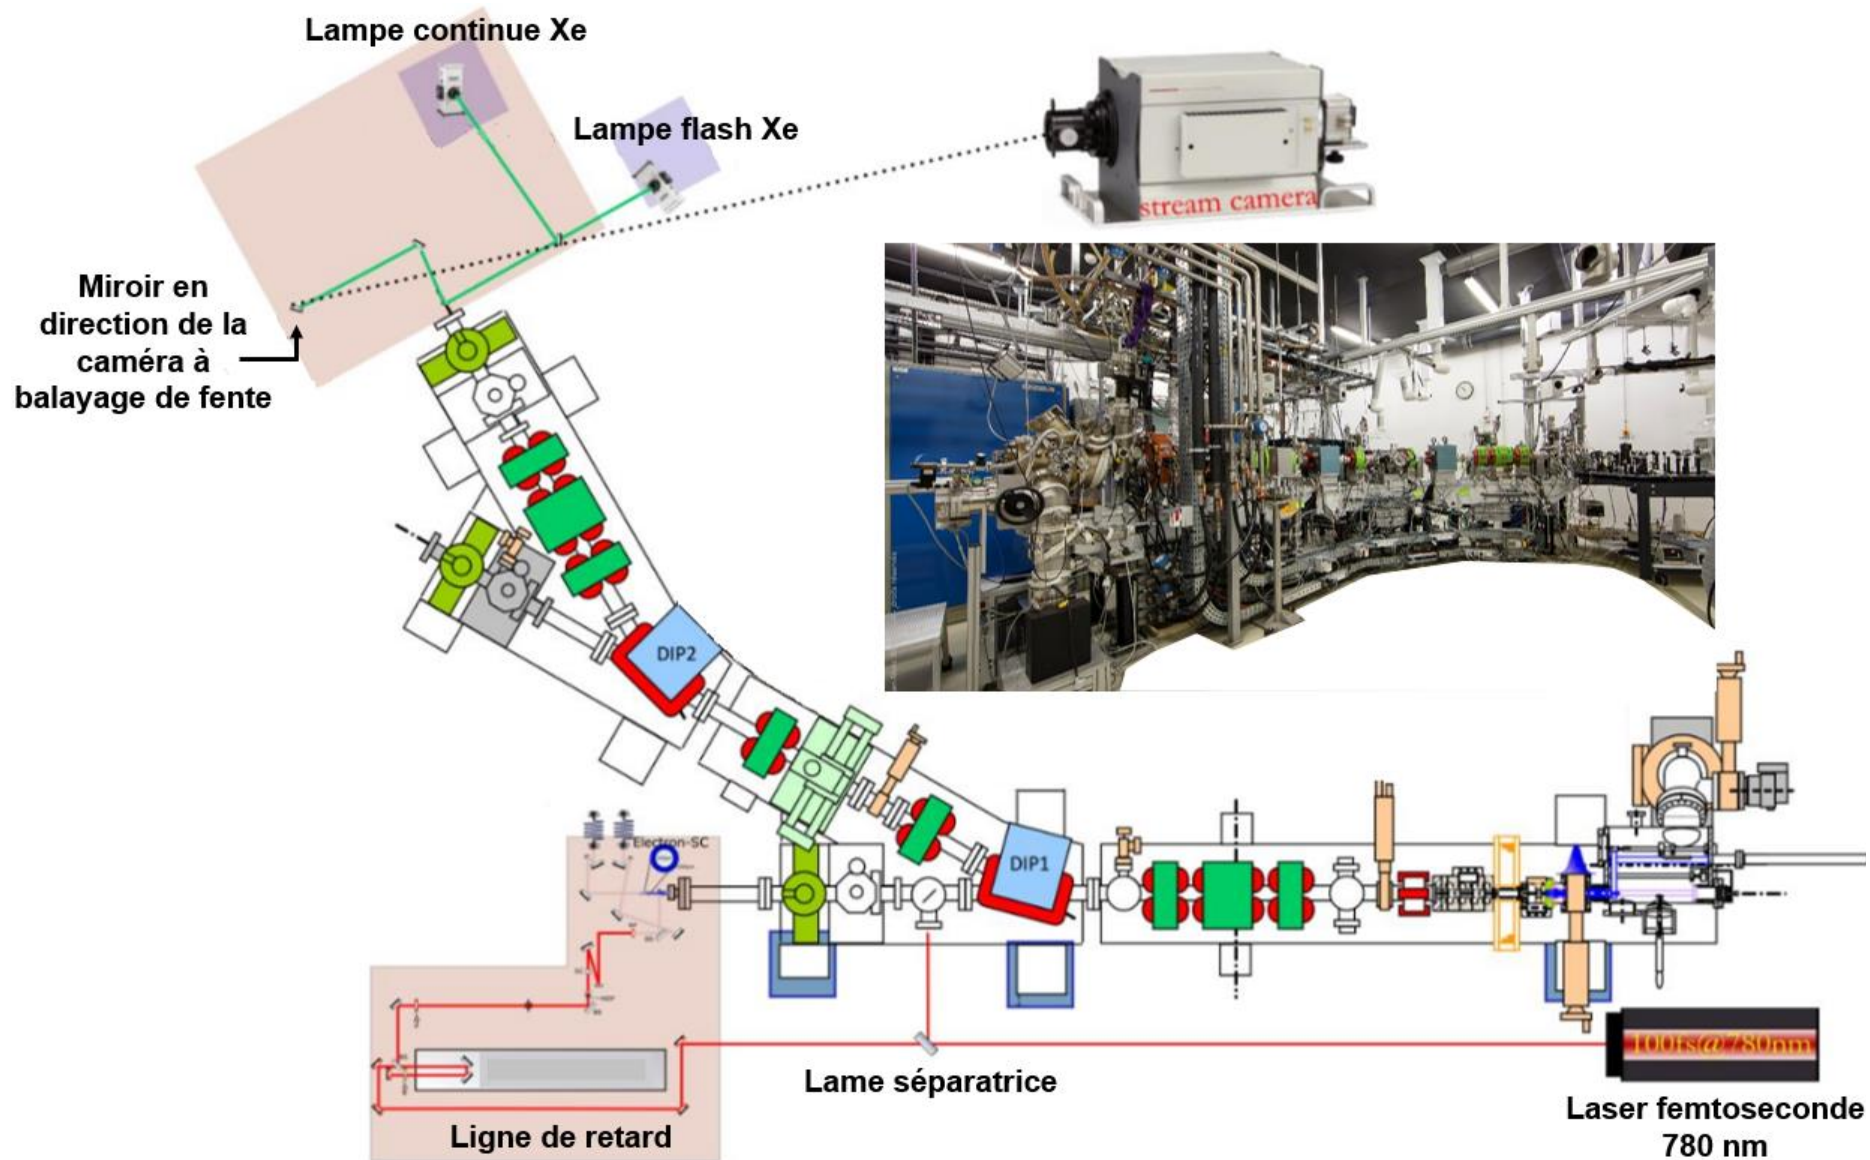 Lampe continue Xe
Lampe flash Xe
stream camera
Miroir en
direction de la
caméra à
balayage de fente
DIP2
Electron-SC
DIP1
100fs@780nm
Lame séparatrice
Ligne de retard
Laser femtoseconde
780 nm